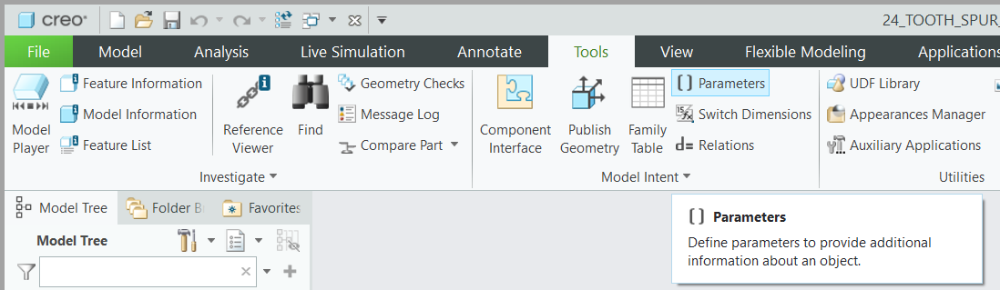 creo®
24_TOOTH_SPUR_
File Model Analysis Live Simulation Annotate Tools View Flexible Modeling Applications
Model Player
Feature Information
Model Information
Feature List
Reference Viewer
Find
Geometry Checks
Message Log
Compare Part
Investigate
Component Interface
Publish Geometry
Family Table
Parameters
Switch Dimensions
d= Relations
Model Intent
UDF Library
Appearances Manager
Auxiliary Applications
Utilities
Model Tree
Folder B
Favorites
Model Tree
Parameters
Define parameters to provide additional
information about an object.